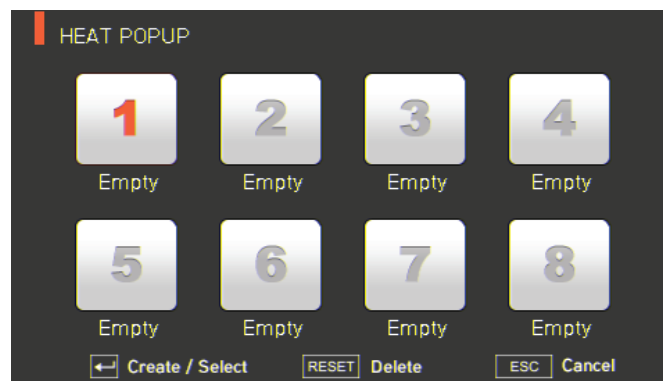 HEAT POPUP
1 2 3 4
Empty Empty Empty Empty
5 6 7 8
Empty Empty Empty Empty
Create / Select RESET Delete ESC Cancel